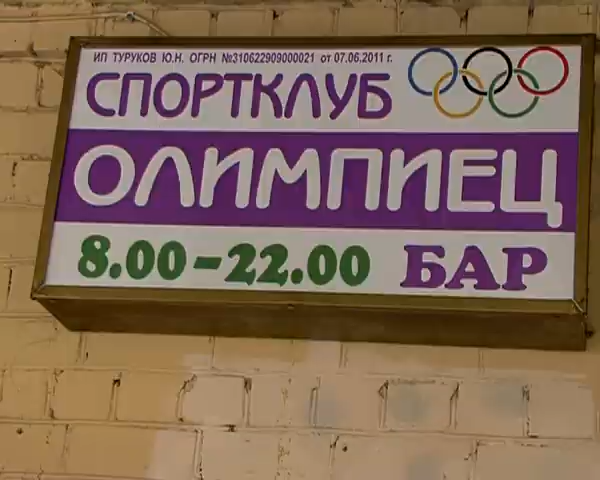 ИП ТУРУКОВ Ю.Н. ОГРН №310622909000021 от 07.06.2011 г.
СПОРТКЛУБ
ОЛИМПИЕЦ
8.00-22.00 БАР